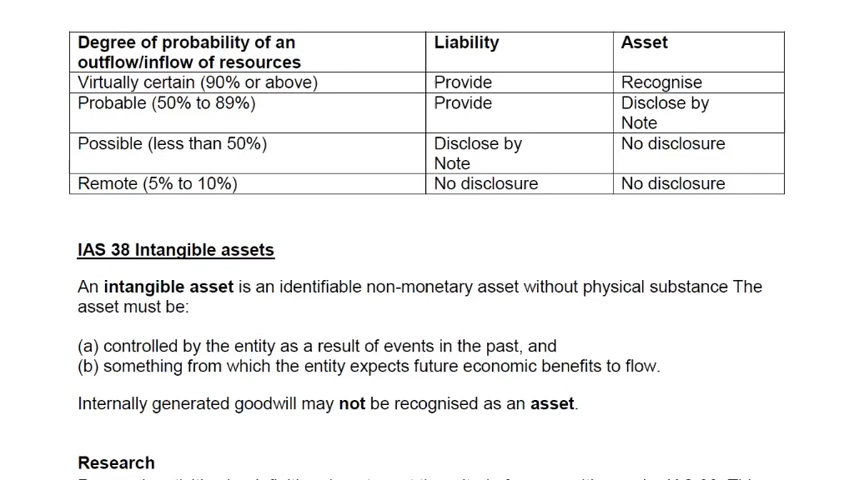 Degree of probability of an Liability Asset
outflow/inflow of resources
Virtually certain (90% or above) Provide Recognise
Probable (50% to 89%) Provide Disclose by
Note
Possible (less than 50%) Disclose by No disclosure
Note
Remote (5% to 10%) No disclosure No disclosure
IAS 38 Intangible assets
An intangible asset is an identifiable non-monetary asset without physical substance The
asset must be:
(a) controlled by the entity as a result of events in the past, and
(b) something from which the entity expects future economic benefits to flow.
Internally generated goodwill may not be recognised as an asset.
Research